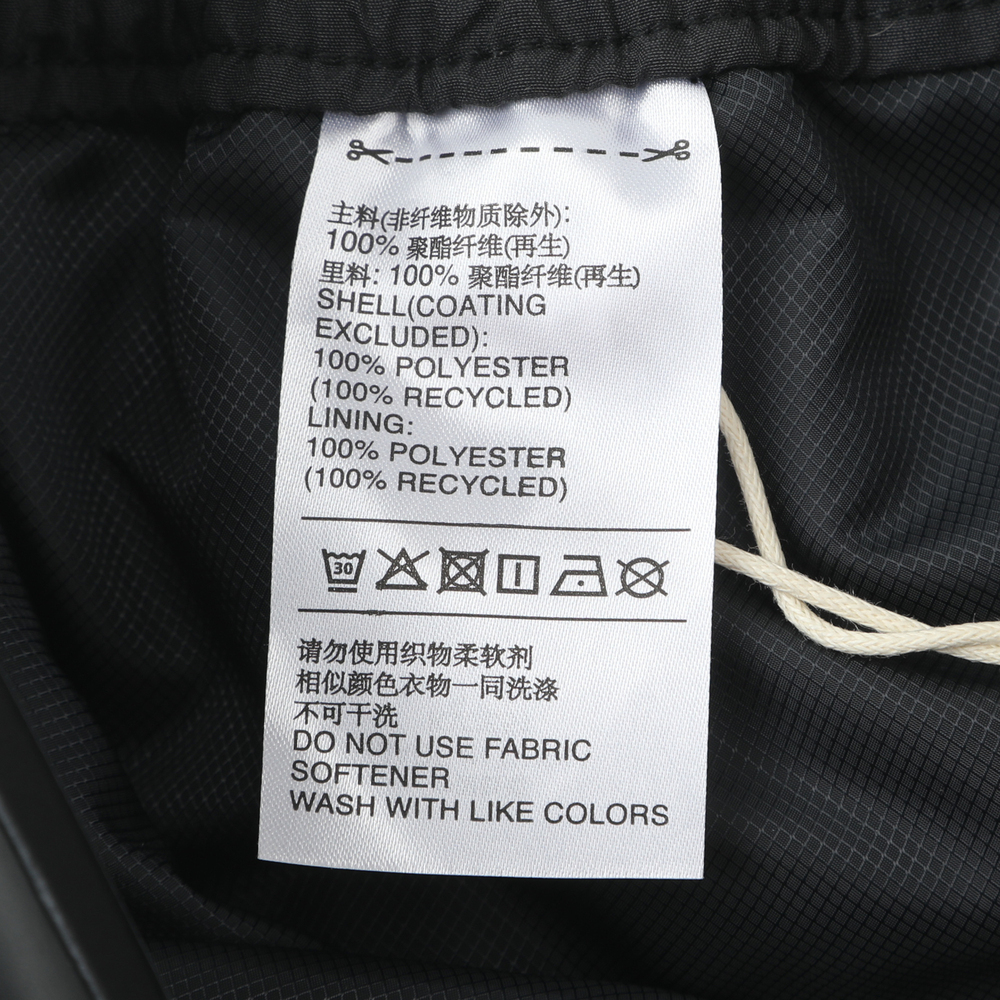 主料(非纤维物质除外):
100% 聚酯纤维(再生)
里料: 100% 聚酯纤维(再生)
SHELL(COATING
EXCLUDED):
100% POLYESTER
(100% RECYCLED)
LINING:
100% POLYESTER
(100% RECYCLED)
30
请勿使用织物柔软剂
相似颜色衣物一同洗涤
不可干洗
DO NOT USE FABRIC
SOFTENER
WASH WITH LIKE COLORS